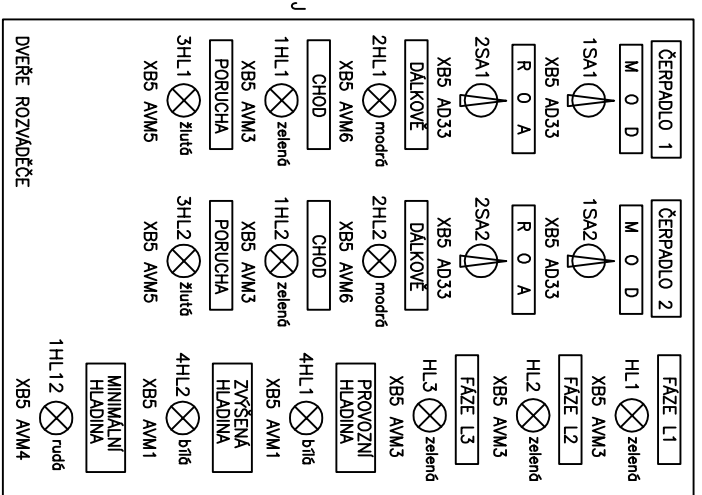 ČERPADLO 1
M O D
1SA1
XB5 AD33
R O A
2SA1
XB5 AD33
DÁLKOVĚ
2HL1 modrá
XB5 AVM6
CHOD
1HL1 zelená
XB5 AVM3
PORUCHA
3HL1 žlutá
XB5 AVM5
ČERPADLO 2
M O D
1SA2
XB5 AD33
R O A
2SA2
XB5 AD33
DÁLKOVĚ
2HL2 modrá
XB5 AVM6
CHOD
1HL2 zelená
XB5 AVM3
PORUCHA
3HL2 žlutá
XB5 AVM5
FÁZE L1
HL1 zelená
XB5 AVM3
FÁZE L2
HL2 zelená
XB5 AVM3
FÁZE L3
HL3 zelená
XB5 AVM3
PROVOZNÍ
HLADINA
4HL1 bílá
XB5 AVM1
ZVÝŠENÁ
HLADINA
4HL2 bílá
XB5 AVM1
MINIMÁLNÍ
HLADINA
1HL12 rudá
XB5 AVM4
DVEŘE ROZVÁDĚČE